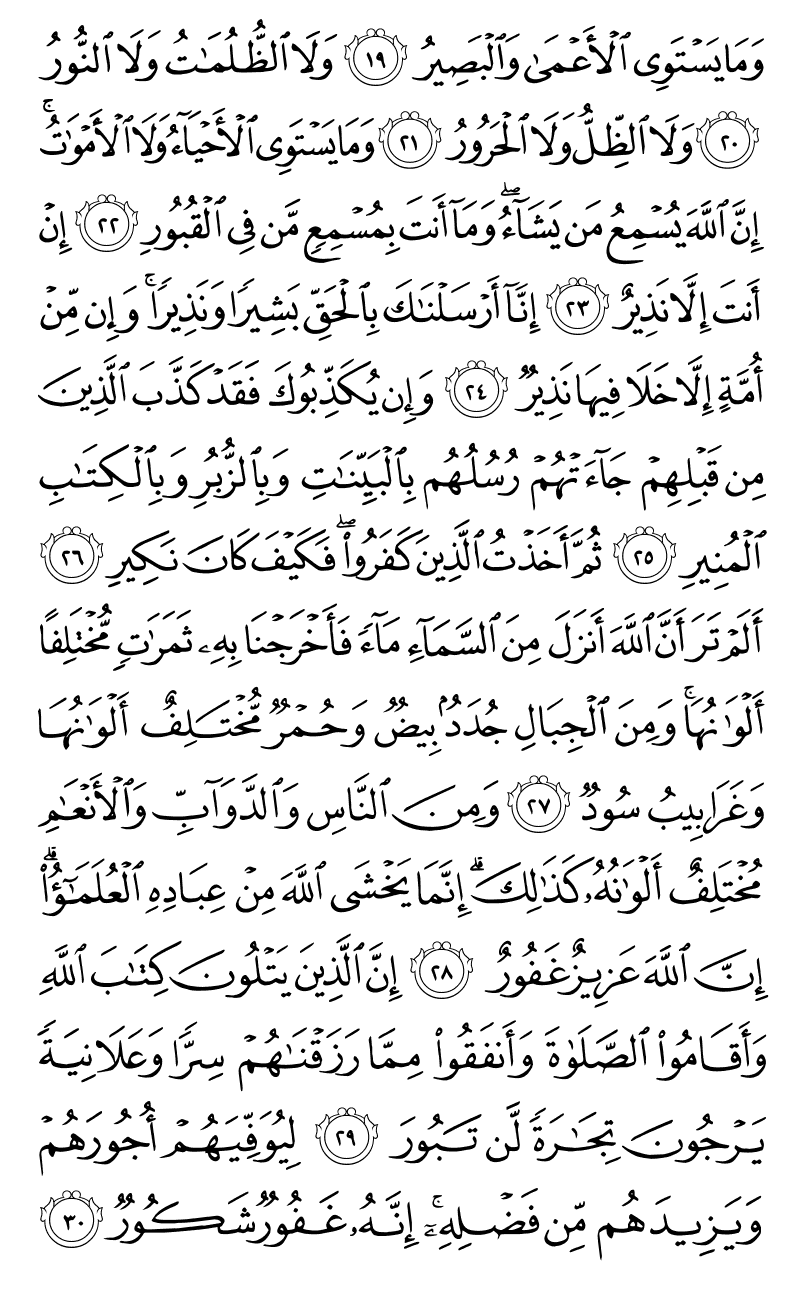 وَمَا يَسْتَوِى ٱلْأَعْمَىٰ وَٱلْبَصِيرُ ١٩ وَلَا ٱلظُّلُمَـٰتُ وَلَا ٱلنُّورُ
٢٠ وَلَا ٱلظِّلُّ وَلَا ٱلْحَرُورُ ٢١ وَمَا يَسْتَوِى ٱلْأَحْيَآءُ وَلَا ٱلْأَمْوَٰتُ ۚ
إِنَّ ٱللَّهَ يُسْمِعُ مَن يَشَآءُ ۖ وَمَآ أَنتَ بِمُسْمِعٍ مَّن فِى ٱلْقُبُورِ ٢٢ إِنْ
أَنتَ إِلَّا نَذِيرٌ ٢٣ إِنَّآ أَرْسَلْنَـٰكَ بِٱلْحَقِّ بَشِيرًا وَنَذِيرًا ۚ وَإِن مِّنْ
أُمَّةٍ إِلَّا خَلَا فِيهَا نَذِيرٌ ٢٤ وَإِن يُكَذِّبُوكَ فَقَدْ كَذَّبَ ٱلَّذِينَ
مِن قَبْلِهِمْ جَآءَتْهُمْ رُسُلُهُم بِٱلْبَيِّنَـٰتِ وَبِٱلزُّبُرِ وَبِٱلْكِتَـٰبِ
ٱلْمُنِيرِ ٢٥ ثُمَّ أَخَذْتُ ٱلَّذِينَ كَفَرُوا۟ ۖ فَكَيْفَ كَانَ نَكِيرِ ٢٦
أَلَمْ تَرَ أَنَّ ٱللَّهَ أَنزَلَ مِنَ ٱلسَّمَآءِ مَآءً فَأَخْرَجْنَا بِهِۦ ثَمَرَٰتٍ مُّخْتَلِفًا
أَلْوَٰنُهَا ۚ وَمِنَ ٱلْجِبَالِ جُدَدٌۢ بِيضٌ وَحُمْرٌ مُّخْتَلِفٌ أَلْوَٰنُهَا
وَغَرَابِيبُ سُودٌ ٢٧ وَمِنَ ٱلنَّاسِ وَٱلدَّوَآبِّ وَٱلْأَنْعَـٰمِ
مُخْتَلِفٌ أَلْوَٰنُهُۥ كَذَٰلِكَ ۗ إِنَّمَا يَخْشَى ٱللَّهَ مِنْ عِبَادِهِ ٱلْعُلَمَـٰٓؤُا۟ ۗ
إِنَّ ٱللَّهَ عَزِيزٌ غَفُورٌ ٢٨ إِنَّ ٱلَّذِينَ يَتْلُونَ كِتَـٰبَ ٱللَّهِ
وَأَقَامُوا۟ ٱلصَّلَوٰةَ وَأَنفَقُوا۟ مِمَّا رَزَقْنَـٰهُمْ سِرًّا وَعَلَانِيَةً
يَرْجُونَ تِجَـٰرَةً لَّن تَبُورَ ٢٩ لِيُوَفِّيَهُمْ أُجُورَهُمْ
وَيَزِيدَهُم مِّن فَضْلِهِۦٓ ۚ إِنَّهُۥ غَفُورٌ شَكُورٌ ٣٠